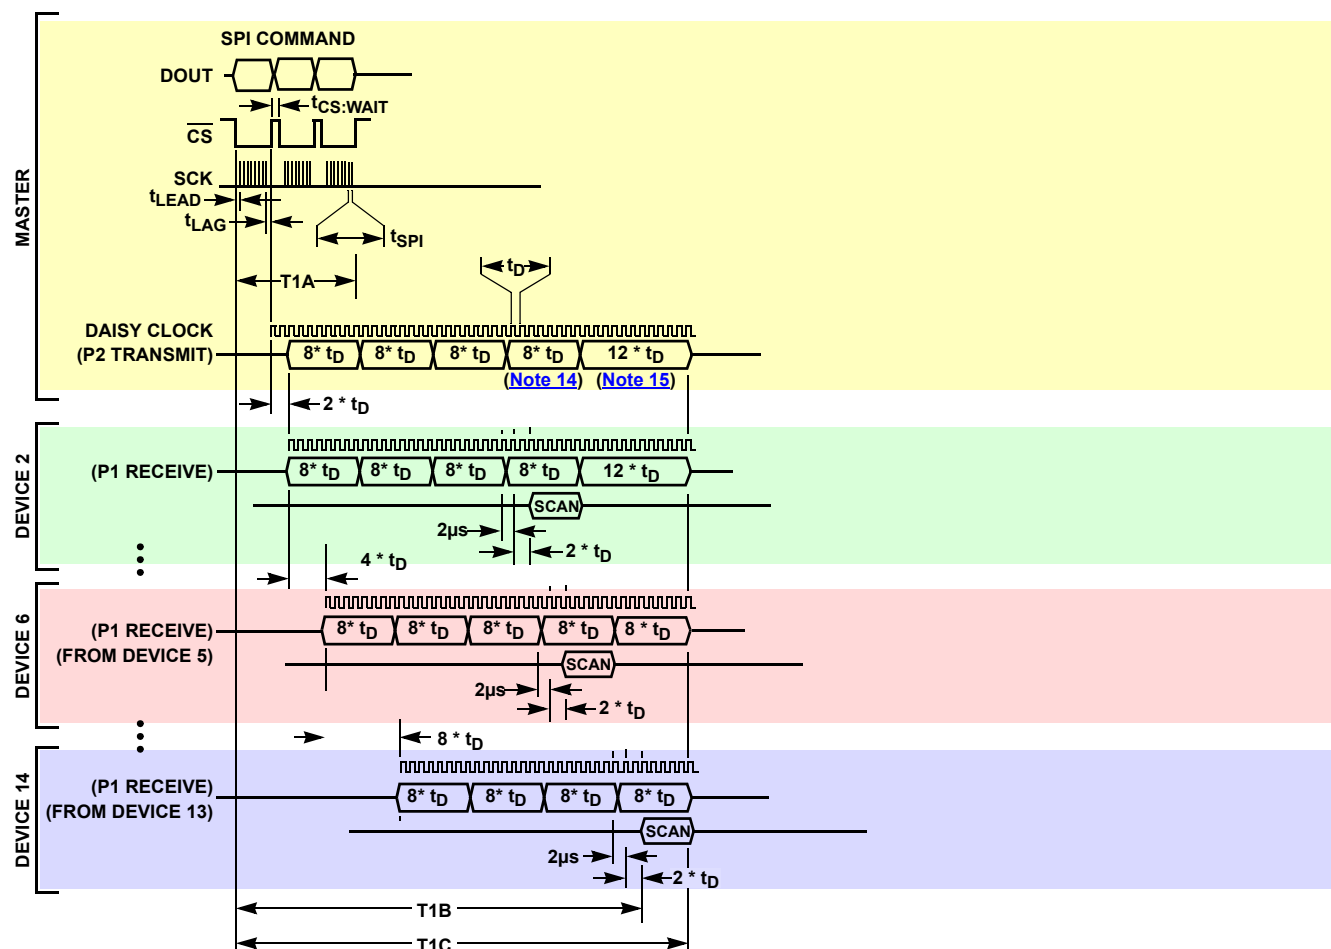 MASTER
SPI COMMAND
DOUT
tCS:WAIT
CS
SCK
tLEAD
tLAG
tSPI
T1A
tD
DAISY CLOCK
(P2 TRANSMIT)
8* tD 8* tD 8* tD 8* tD 12 * tD
(Note 14) (Note 15)
2 * tD
DEVICE 2
(P1 RECEIVE)
8* tD 8* tD 8* tD 8* tD 12 * tD
SCAN
2µs
2 * tD
4 * tD
DEVICE 6
(P1 RECEIVE)
(FROM DEVICE 5)
8* tD 8* tD 8* tD 8* tD 8 * tD
SCAN
2µs
2 * tD
8 * tD
DEVICE 14
(P1 RECEIVE)
(FROM DEVICE 13)
8* tD 8* tD 8* tD 8* tD
SCAN
2µs
2 * tD
T1B
T1C